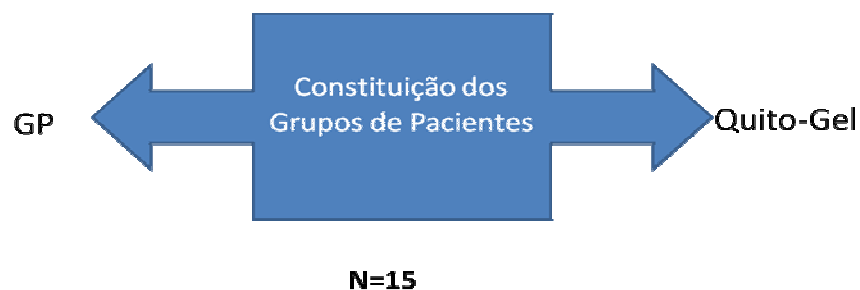 Constituição dos
Grupos de Pacientes
GP
Quito-Gel
N=15